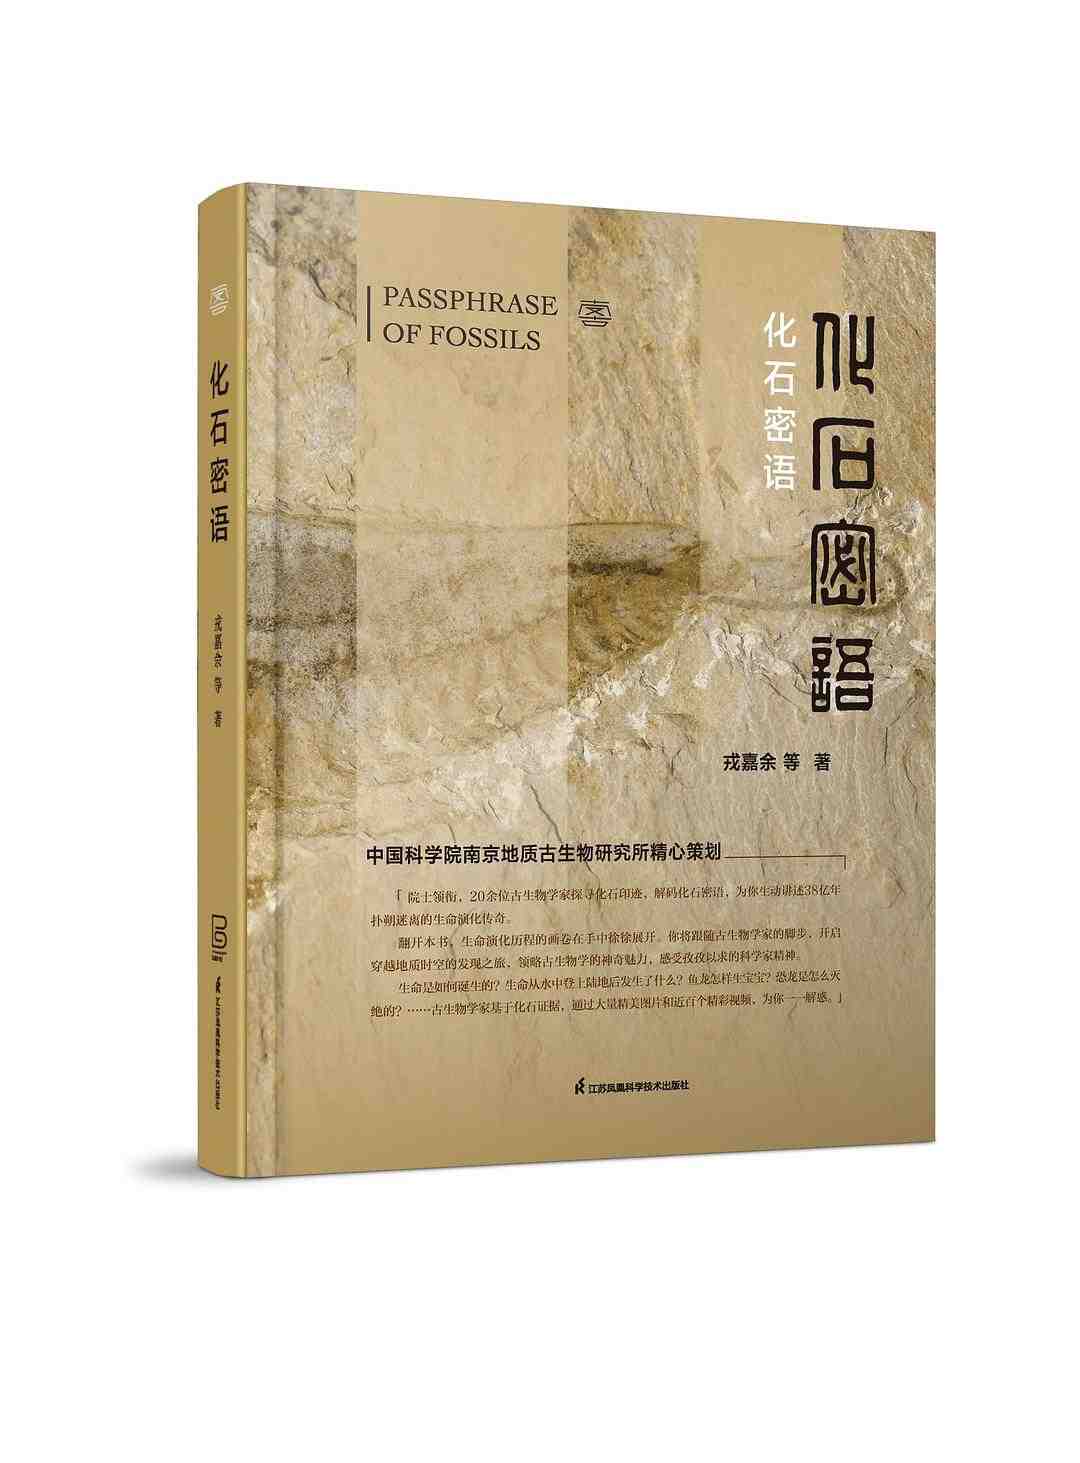 PASSPHRASE
OF FOSSILS
化石密语
化石密語
戎嘉余 等 著
中国科学院南京地质古生物研究所精心策划
「院士领衔,20余位古生物学家探寻化石印迹,解码化石密语,为你生动讲述38亿年
扑朔迷离的生命演化传奇。
翻开本书,生命演化历程的画卷在手中徐徐展开。你将跟随古生物学家的脚步,开启
穿越地质时空的发现之旅,领略古生物学的神奇魅力,感受孜孜以求的科学家精神。
生命是如何诞生的?生命从水中登上陆地后发生了什么?鱼龙怎样生宝宝?恐龙是怎么灭
绝的?……古生物学家基于化石证据,通过大量精美图片和近百个精彩视频,为你一一解惑。」
江苏凤凰科学技术出版社
化石密语
戎嘉余 等 著
江苏凤凰科学技术出版社